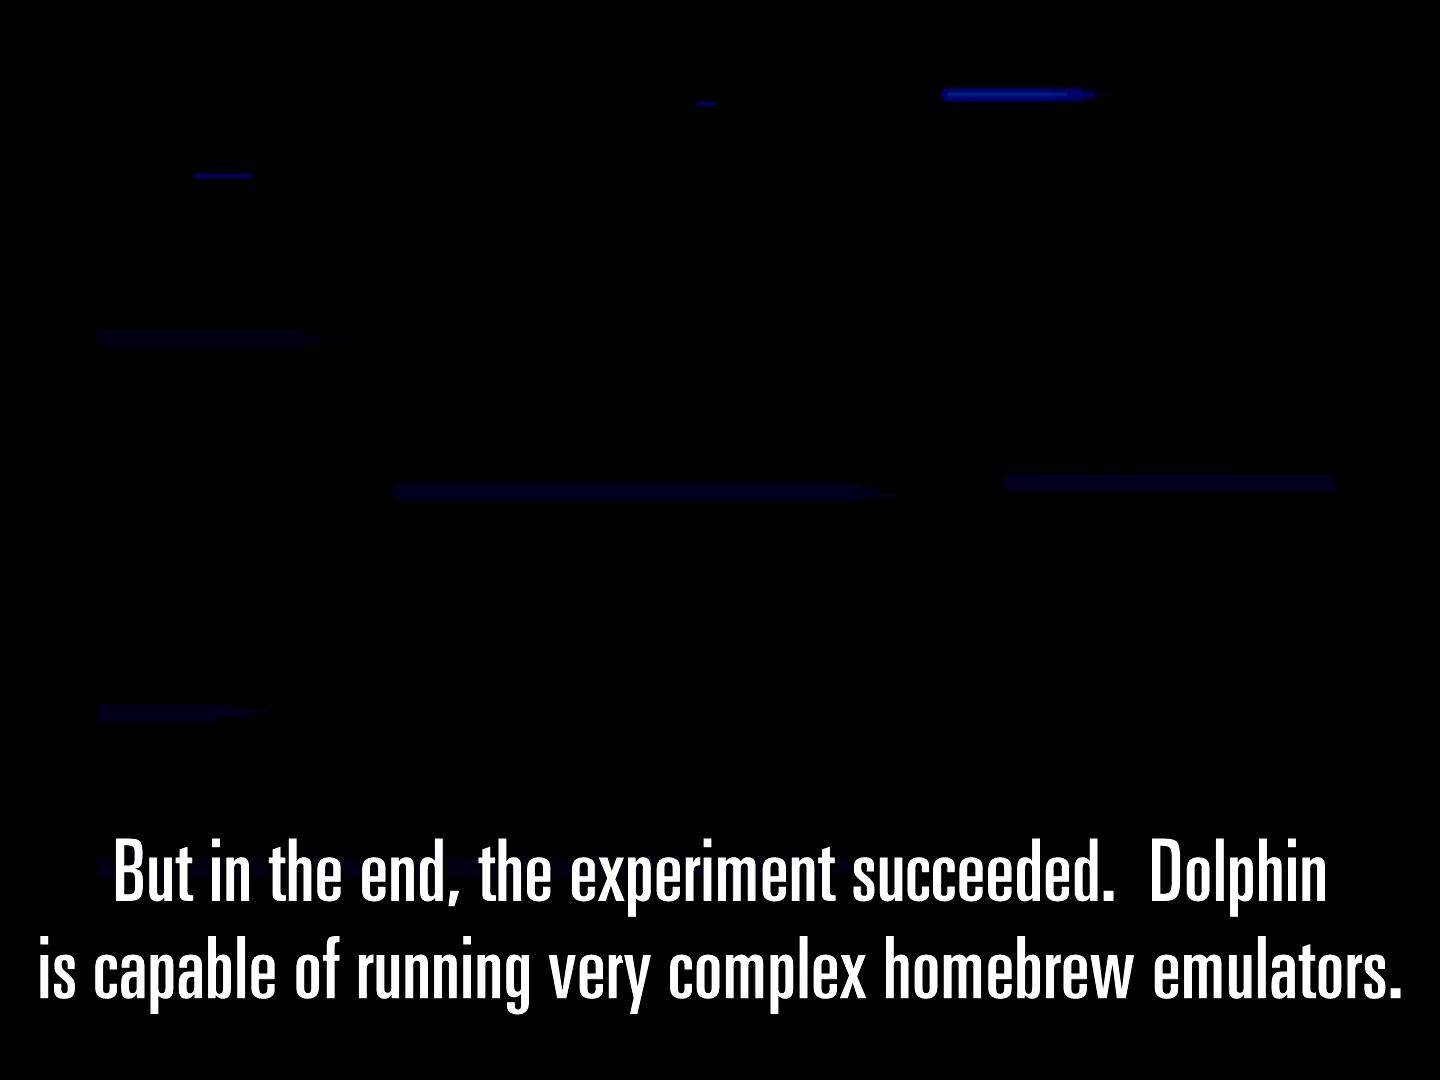 But in the end, the experiment succeeded.  Dolphin
is capable of running very complex homebrew emulators.